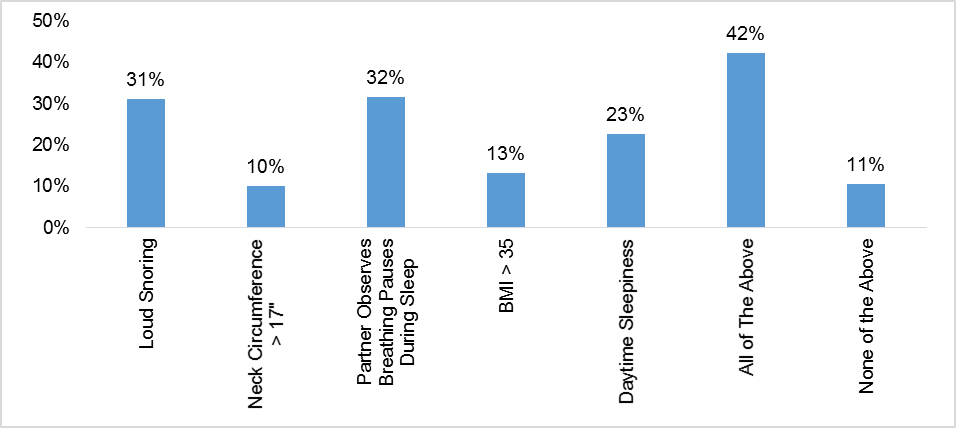 50%
40%
30%
20%
10%
0%
31%
10%
32%
13%
23%
42%
11%
Loud Snoring
Neck Circumference
> 17"
Partner Observes
Breathing Pauses
During Sleep
BMI > 35
Daytime Sleepiness
All of The Above
None of the Above